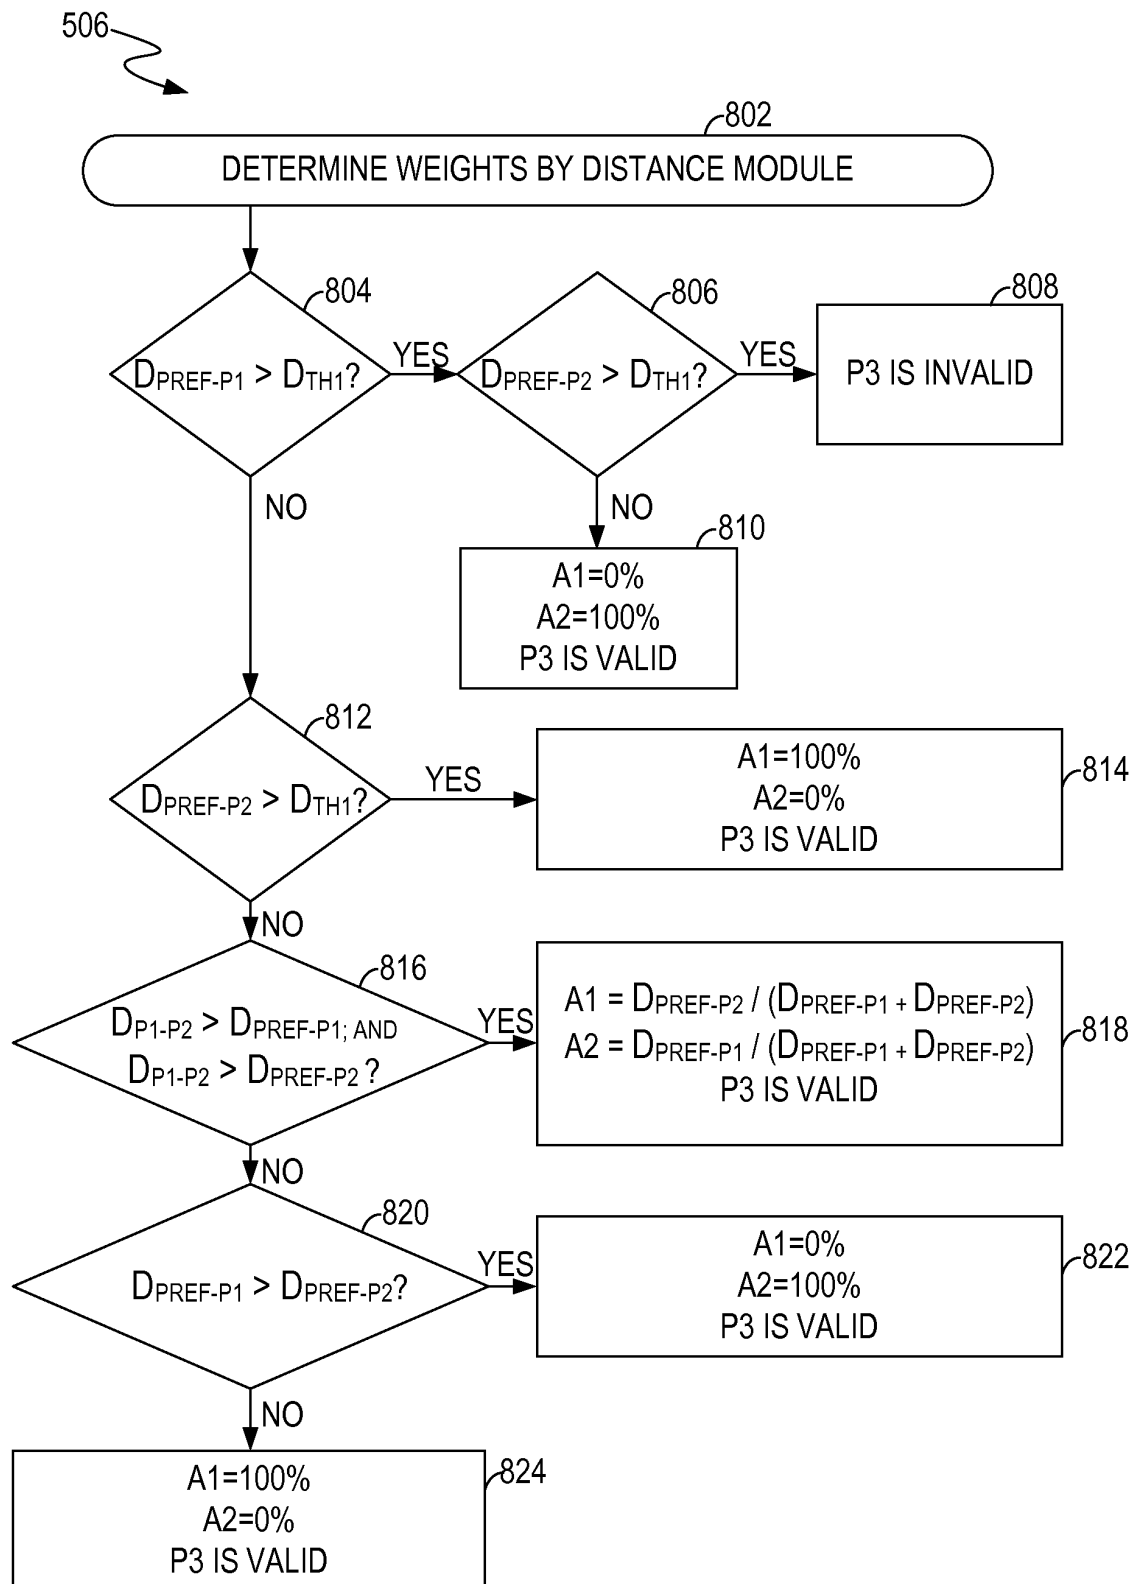 506
802
DETERMINE WEIGHTS BY DISTANCE MODULE
804
DPREF-P1 > DTH1?
YES
806
DPREF-P2 > DTH1?
YES
808
P3 IS INVALID
NO
NO
810
A1=0%
A2=100%
P3 IS VALID
812
DPREF-P2 > DTH1?
YES
814
A1=100%
A2=0%
P3 IS VALID
NO
816
DP1-P2 > DPREF-P1; AND
DP1-P2 > DPREF-P2 ?
YES
818
A1 = DPREF-P2 / (DPREF-P1 + DPREF-P2)
A2 = DPREF-P1 / (DPREF-P1 + DPREF-P2)
P3 IS VALID
NO
820
DPREF-P1 > DPREF-P2?
YES
822
A1=0%
A2=100%
P3 IS VALID
NO
824
A1=100%
A2=0%
P3 IS VALID